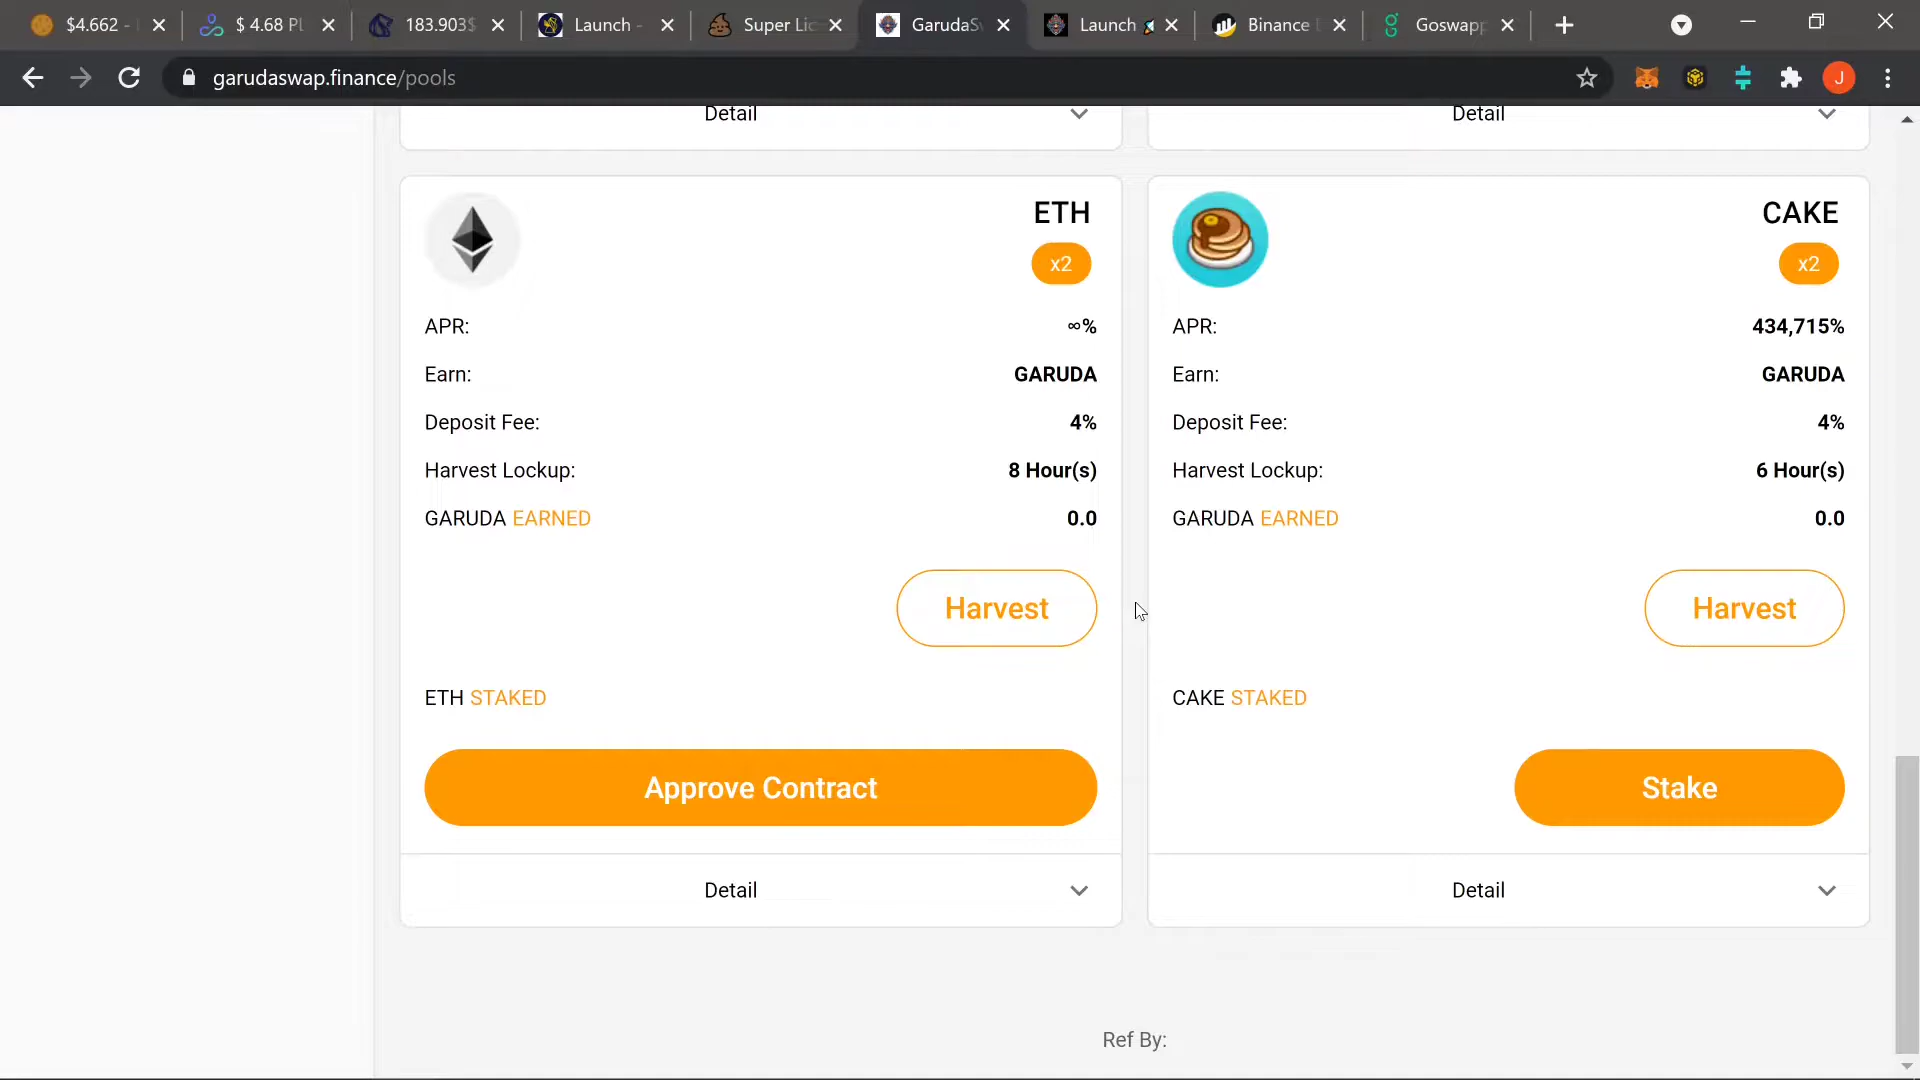 $4.662 -
$ 4.68 Pl
183.903$
Launch -
Super Lic
GarudaSw
Launch
Binance
Goswapp
garudaswap.finance/pools
J
Detail
Detail
ETH
x2
APR:
∞%
Earn:
GARUDA
Deposit Fee:
4%
Harvest Lockup:
8 Hour(s)
GARUDA EARNED
0.0
Harvest
ETH STAKED
Approve Contract
Detail
CAKE
x2
APR:
434,715%
Earn:
GARUDA
Deposit Fee:
4%
Harvest Lockup:
6 Hour(s)
GARUDA EARNED
0.0
Harvest
CAKE STAKED
Stake
Detail
Ref By: